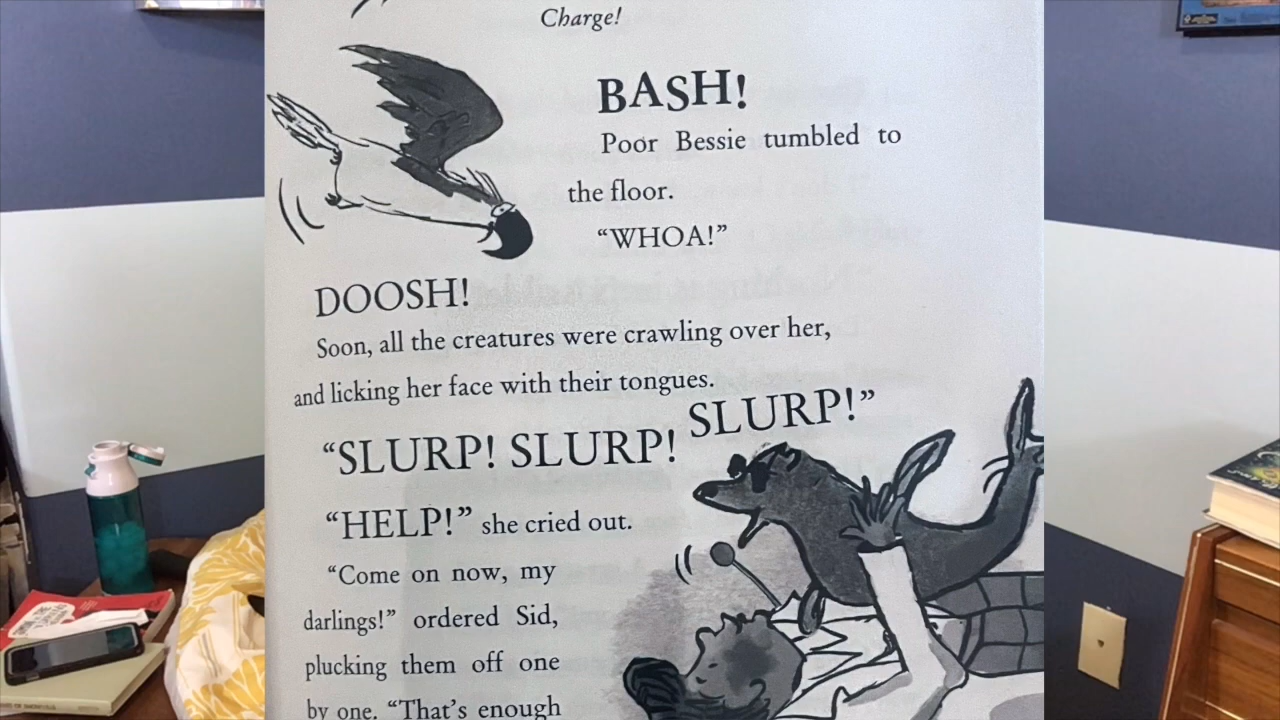 Charge!
BASH!
Poor Bessie tumbled to
the floor.
“WHOA!”
DOOSH!
Soon, all the creatures were crawling over her,
and licking her face with their tongues.
“SLURP! SLURP! SLURP!”
“HELP!” she cried out.
“Come on now, my
darlings!” ordered Sid,
plucking them off one
by one. “That’s enough